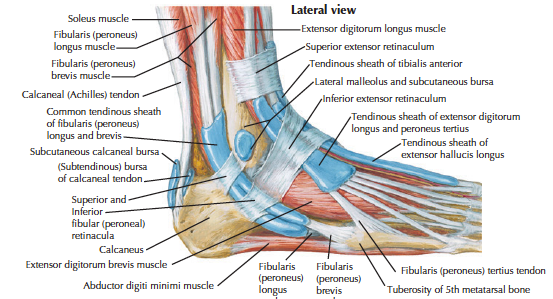 Lateral view
Soleus muscle
Fibularis (peroneus)
longus muscle
Fibularis (peroneus)
brevis muscle
Calcaneal (Achilles) tendon
Common tendinous sheath
of fibularis (peroneus)
longus and brevis
Subcutaneous calcaneal bursa
(Subtendinous) bursa
of calcaneal tendon
Superior and
Inferior
fibular (peroneal)
retinacula
Calcaneus
Extensor digitorum brevis muscle
Abductor digiti minimi muscle
Extensor digitorum longus muscle
Superior extensor retinaculum
Tendinous sheath of tibialis anterior
Lateral malleolus and subcutaneous bursa
Inferior extensor retinaculum
Tendinous sheath of extensor digitorum
longus and peroneus tertius
Tendinous sheath of
extensor hallucis longus
Fibularis
(peroneus)
longus
Fibularis
(peroneus)
brevis
Fibularis (peroneus) tertius tendon
Tuberosity of 5th metatarsal bone